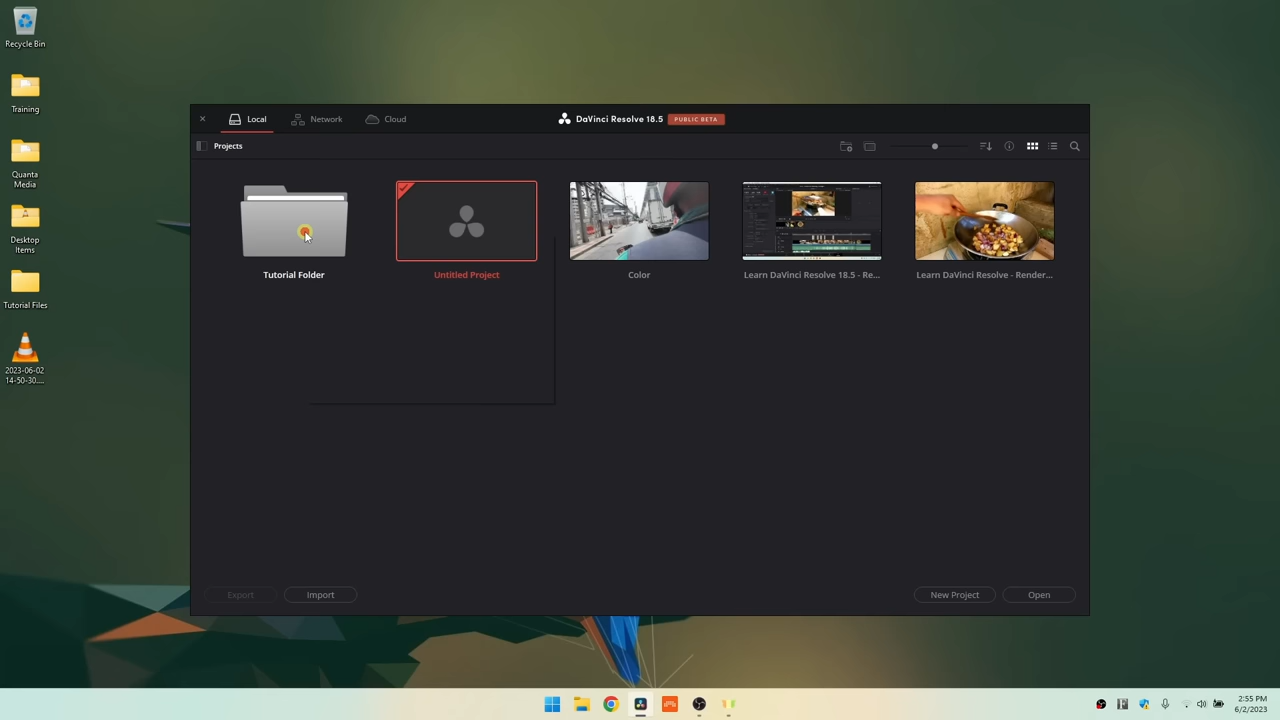 Recycle Bin
Training
Quanta
Media
Desktop
Items
Tutorial Files
2023-06-02
14-50-30....
Local
Network
Cloud
DaVinci Resolve 18.5
PUBLIC BETA
Projects
Tutorial Folder
Untitled Project
Color
Learn DaVinci Resolve 18.5 - Re...
Learn DaVinci Resolve - Render...
Export
Import
New Project
Open
2:55 PM
6/2/2023